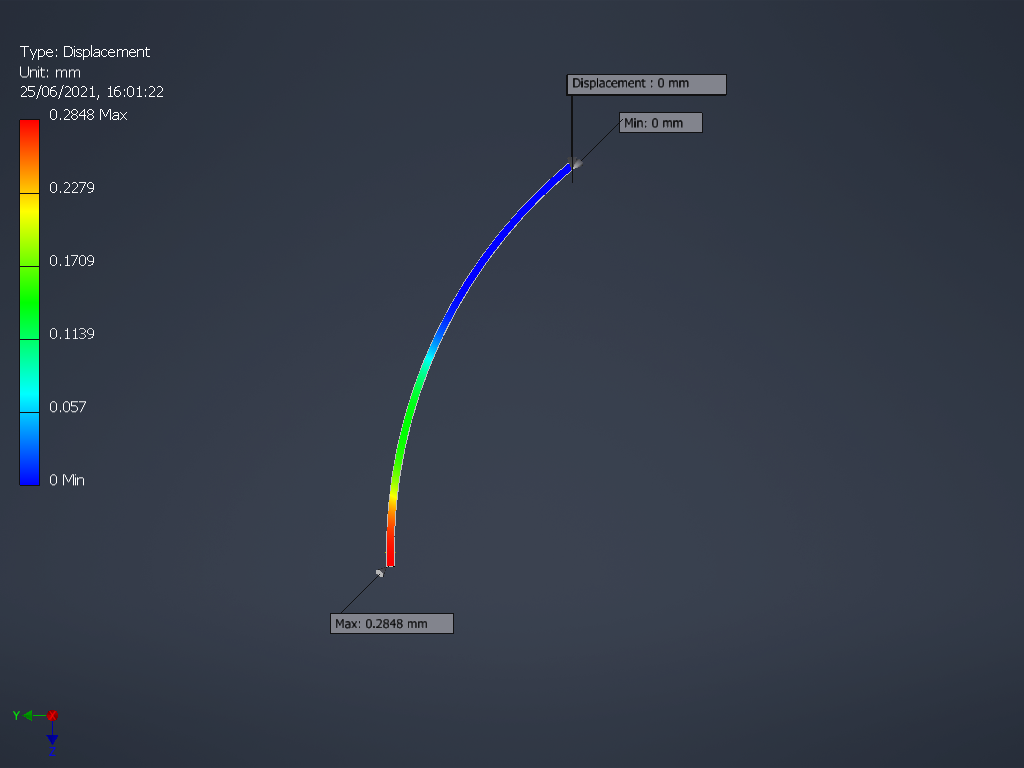 Type: Displacement
Unit: mm
25/06/2021, 16:01:22
0.2848 Max
0.2279
0.1709
0.1139
0.057
0 Min
Displacement : 0 mm
Min: 0 mm
Max: 0.2848 mm
Y
X
Z